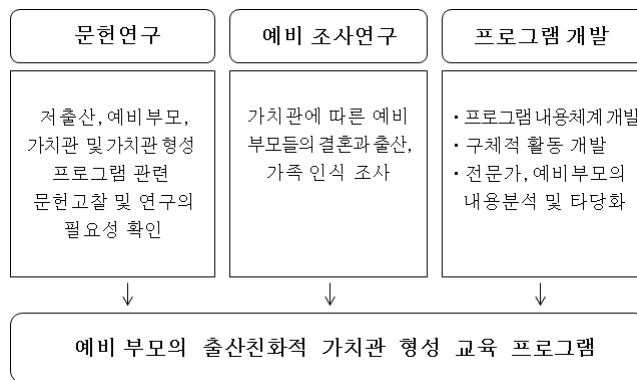 문헌연구
예비 조사연구
프로그램 개발
저출산, 예비부모,
가치관 및 가치관 형성
프로그램 관련
문헌고찰 및 연구의
필요성 확인
가치관에 따른 예비
부모들의 결혼과 출산,
가족 인식 조사
· 프로그램 내용체계 개발
· 구체적 활동 개발
· 전문가, 예비부모의
내용분석 및 타당화
예비 부모의 출산친화적 가치관 형성 교육 프로그램